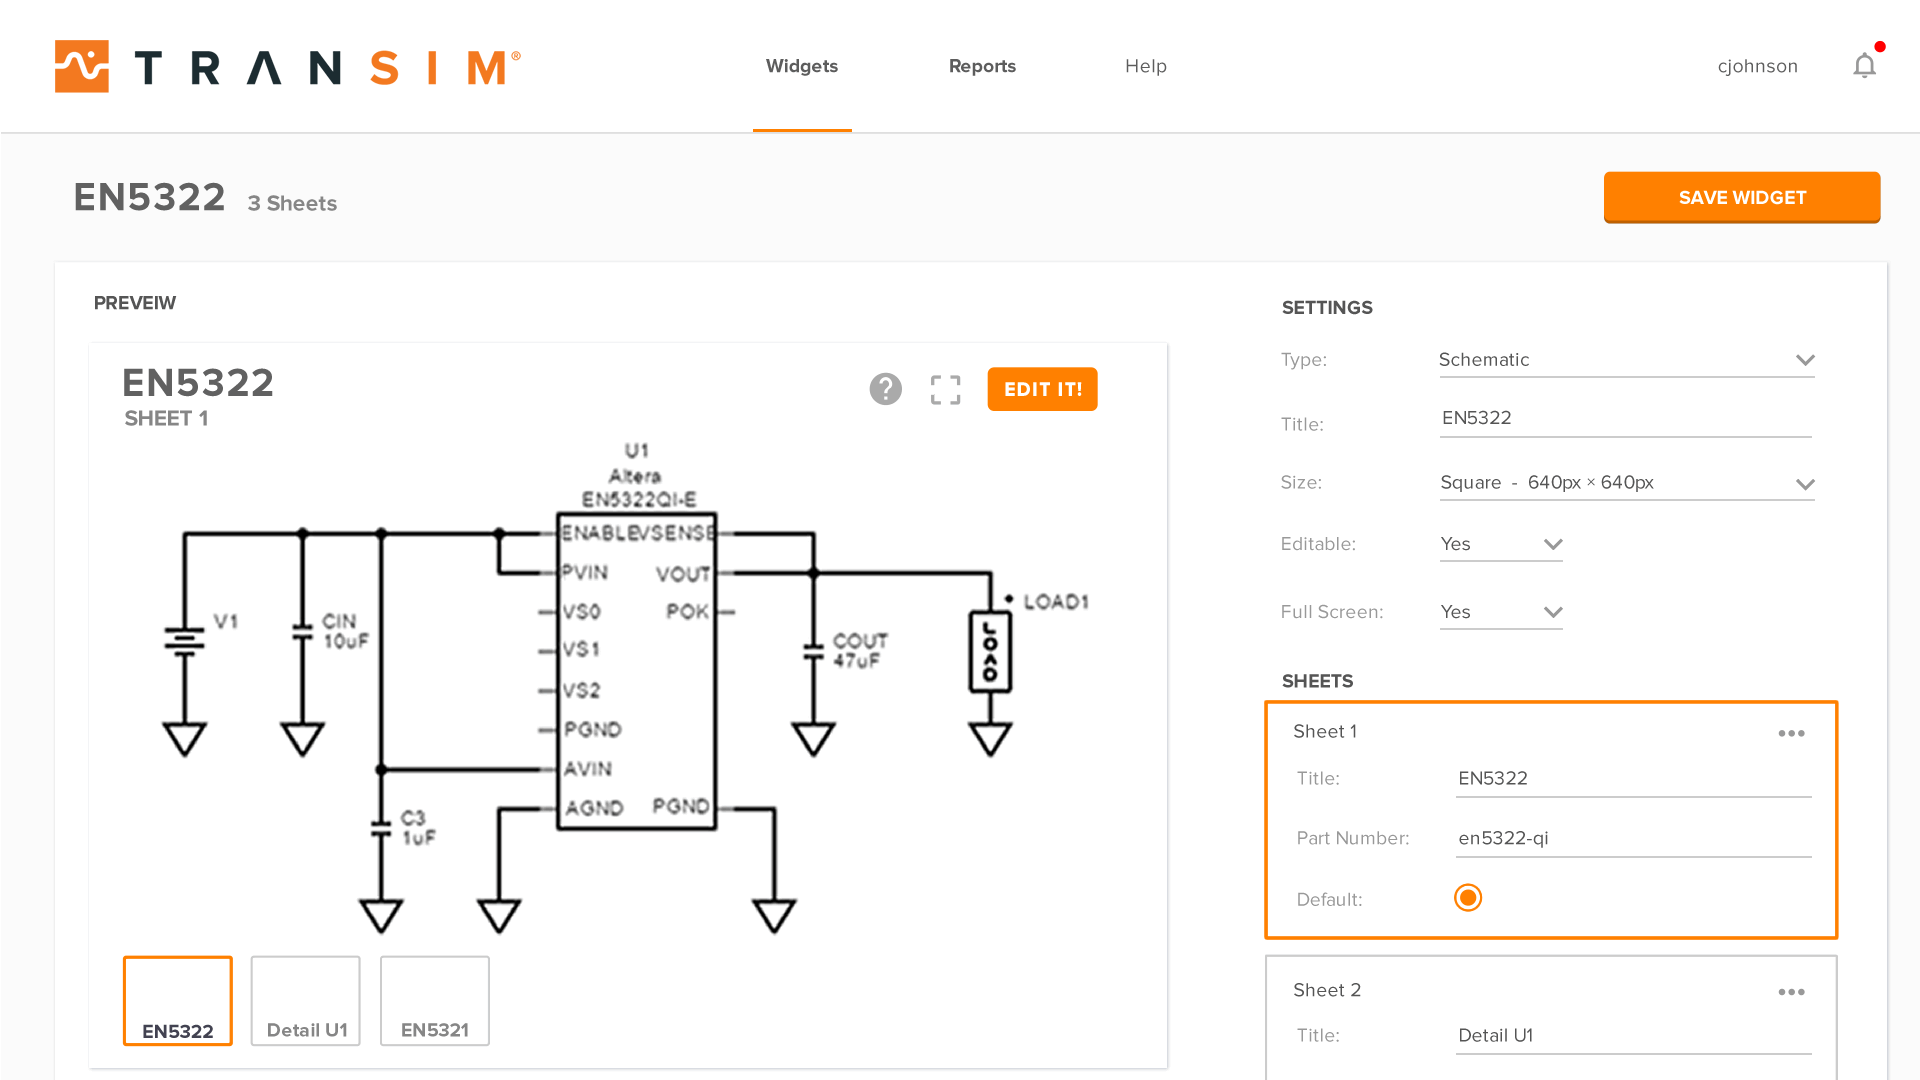 TRANSIM®
Widgets
Reports
Help
cjohnson
EN5322 3 Sheets
SAVE WIDGET
PREVEIW
EN5322
SHEET 1
?
EDIT IT!
U1
Altera
EN5322QI-E
ENABLE VSENSE
PVIN VOUT
VS0 POK
VS1
VS2
PGND
AVIN
AGND PGND
V1
CIN
10uF
C3
1uF
COUT
47uF
LOAD1
LOAD
EN5322
Detail U1
EN5321
SETTINGS
Type: Schematic
Title: EN5322
Size: Square - 640px × 640px
Editable: Yes
Full Screen: Yes
SHEETS
Sheet 1
Title: EN5322
Part Number: en5322-qi
Default:
Sheet 2
Title: Detail U1